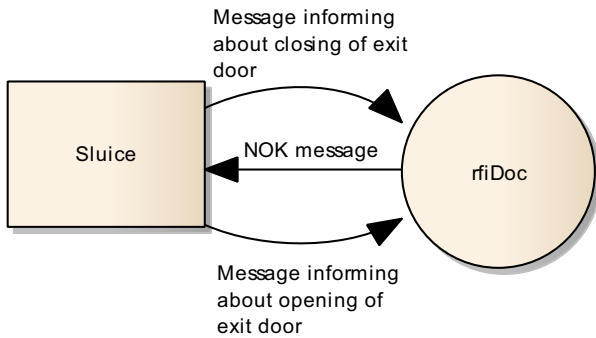 Message informing
about closing of exit
door
Sluice
NOK message
rfiDoc
Message informing
about opening of
exit door